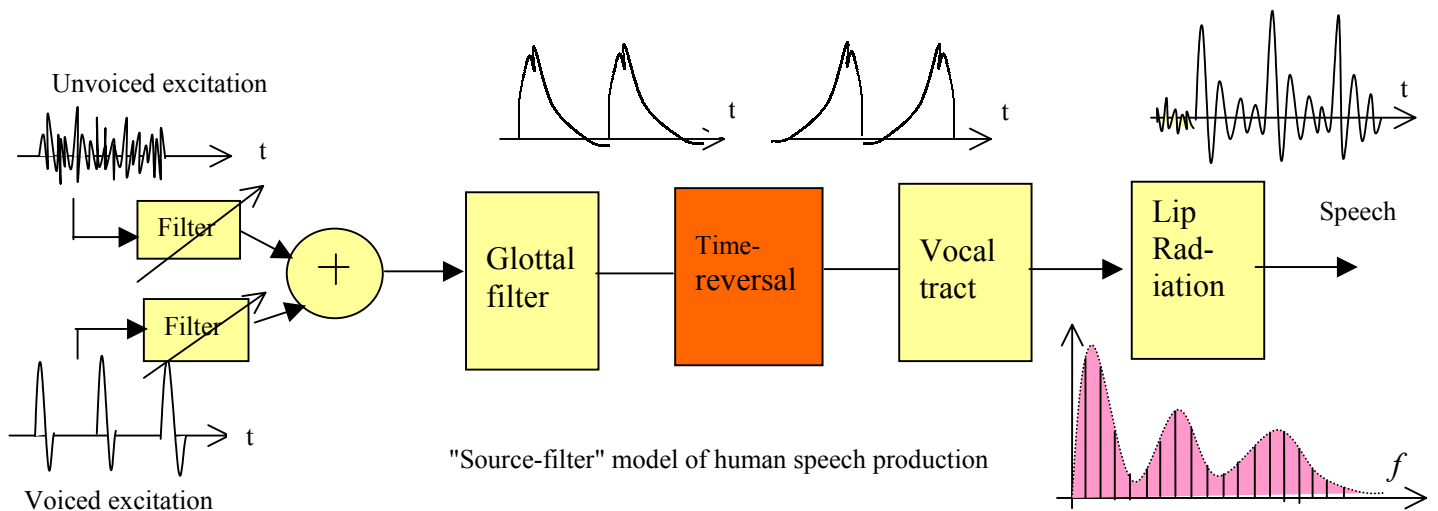 Unvoiced excitation
t
t
t
t
Filter
Filter
+
Glottal
filter
Time-
reversal
Vocal
tract
Lip
Rad-
iation
Speech
t
Voiced excitation
"Source-filter" model of human speech production
f